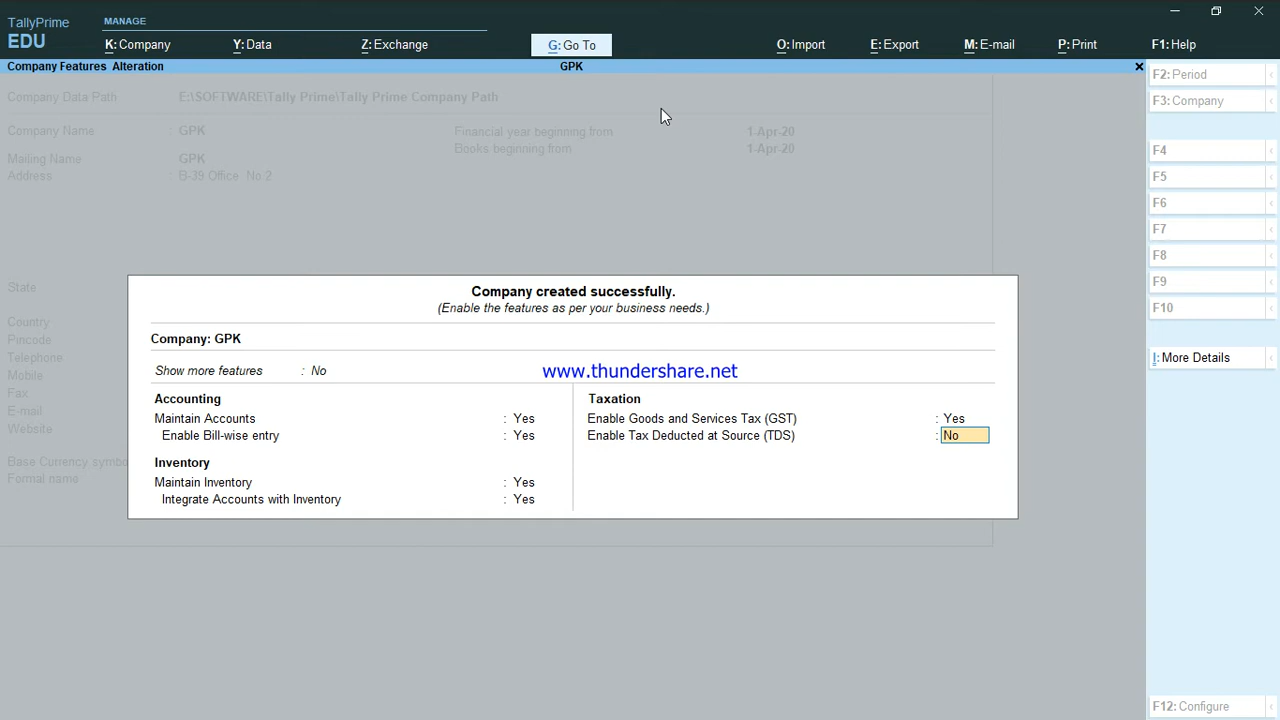 TallyPrime
EDU
MANAGE
K: Company
Y: Data
Z: Exchange
G: Go To
O: Import
E: Export
M: E-mail
P: Print
F1: Help
Company Features Alteration
GPK
Company Data Path
E:\SOFTWARE\Tally Prime\Tally Prime Company Path
Company Name : GPK
Financial year beginning from 1-Apr-20
Books beginning from 1-Apr-20
Mailing Name : GPK
Address : B-39 Office. No 2
State
Country
Pincode
Telephone
Mobile
Fax
E-mail
Website
Base Currency symbo
Formal name
Company created successfully.
(Enable the features as per your business needs.)
Company: GPK
Show more features : No
www.thundershare.net
Accounting
Maintain Accounts : Yes
Enable Bill-wise entry : Yes
Inventory
Maintain Inventory : Yes
Integrate Accounts with Inventory : Yes
Taxation
Enable Goods and Services Tax (GST) : Yes
Enable Tax Deducted at Source (TDS) : No
F2: Period
F3: Company
F4
F5
F6
F7
F8
F9
F10
I: More Details
F12: Configure